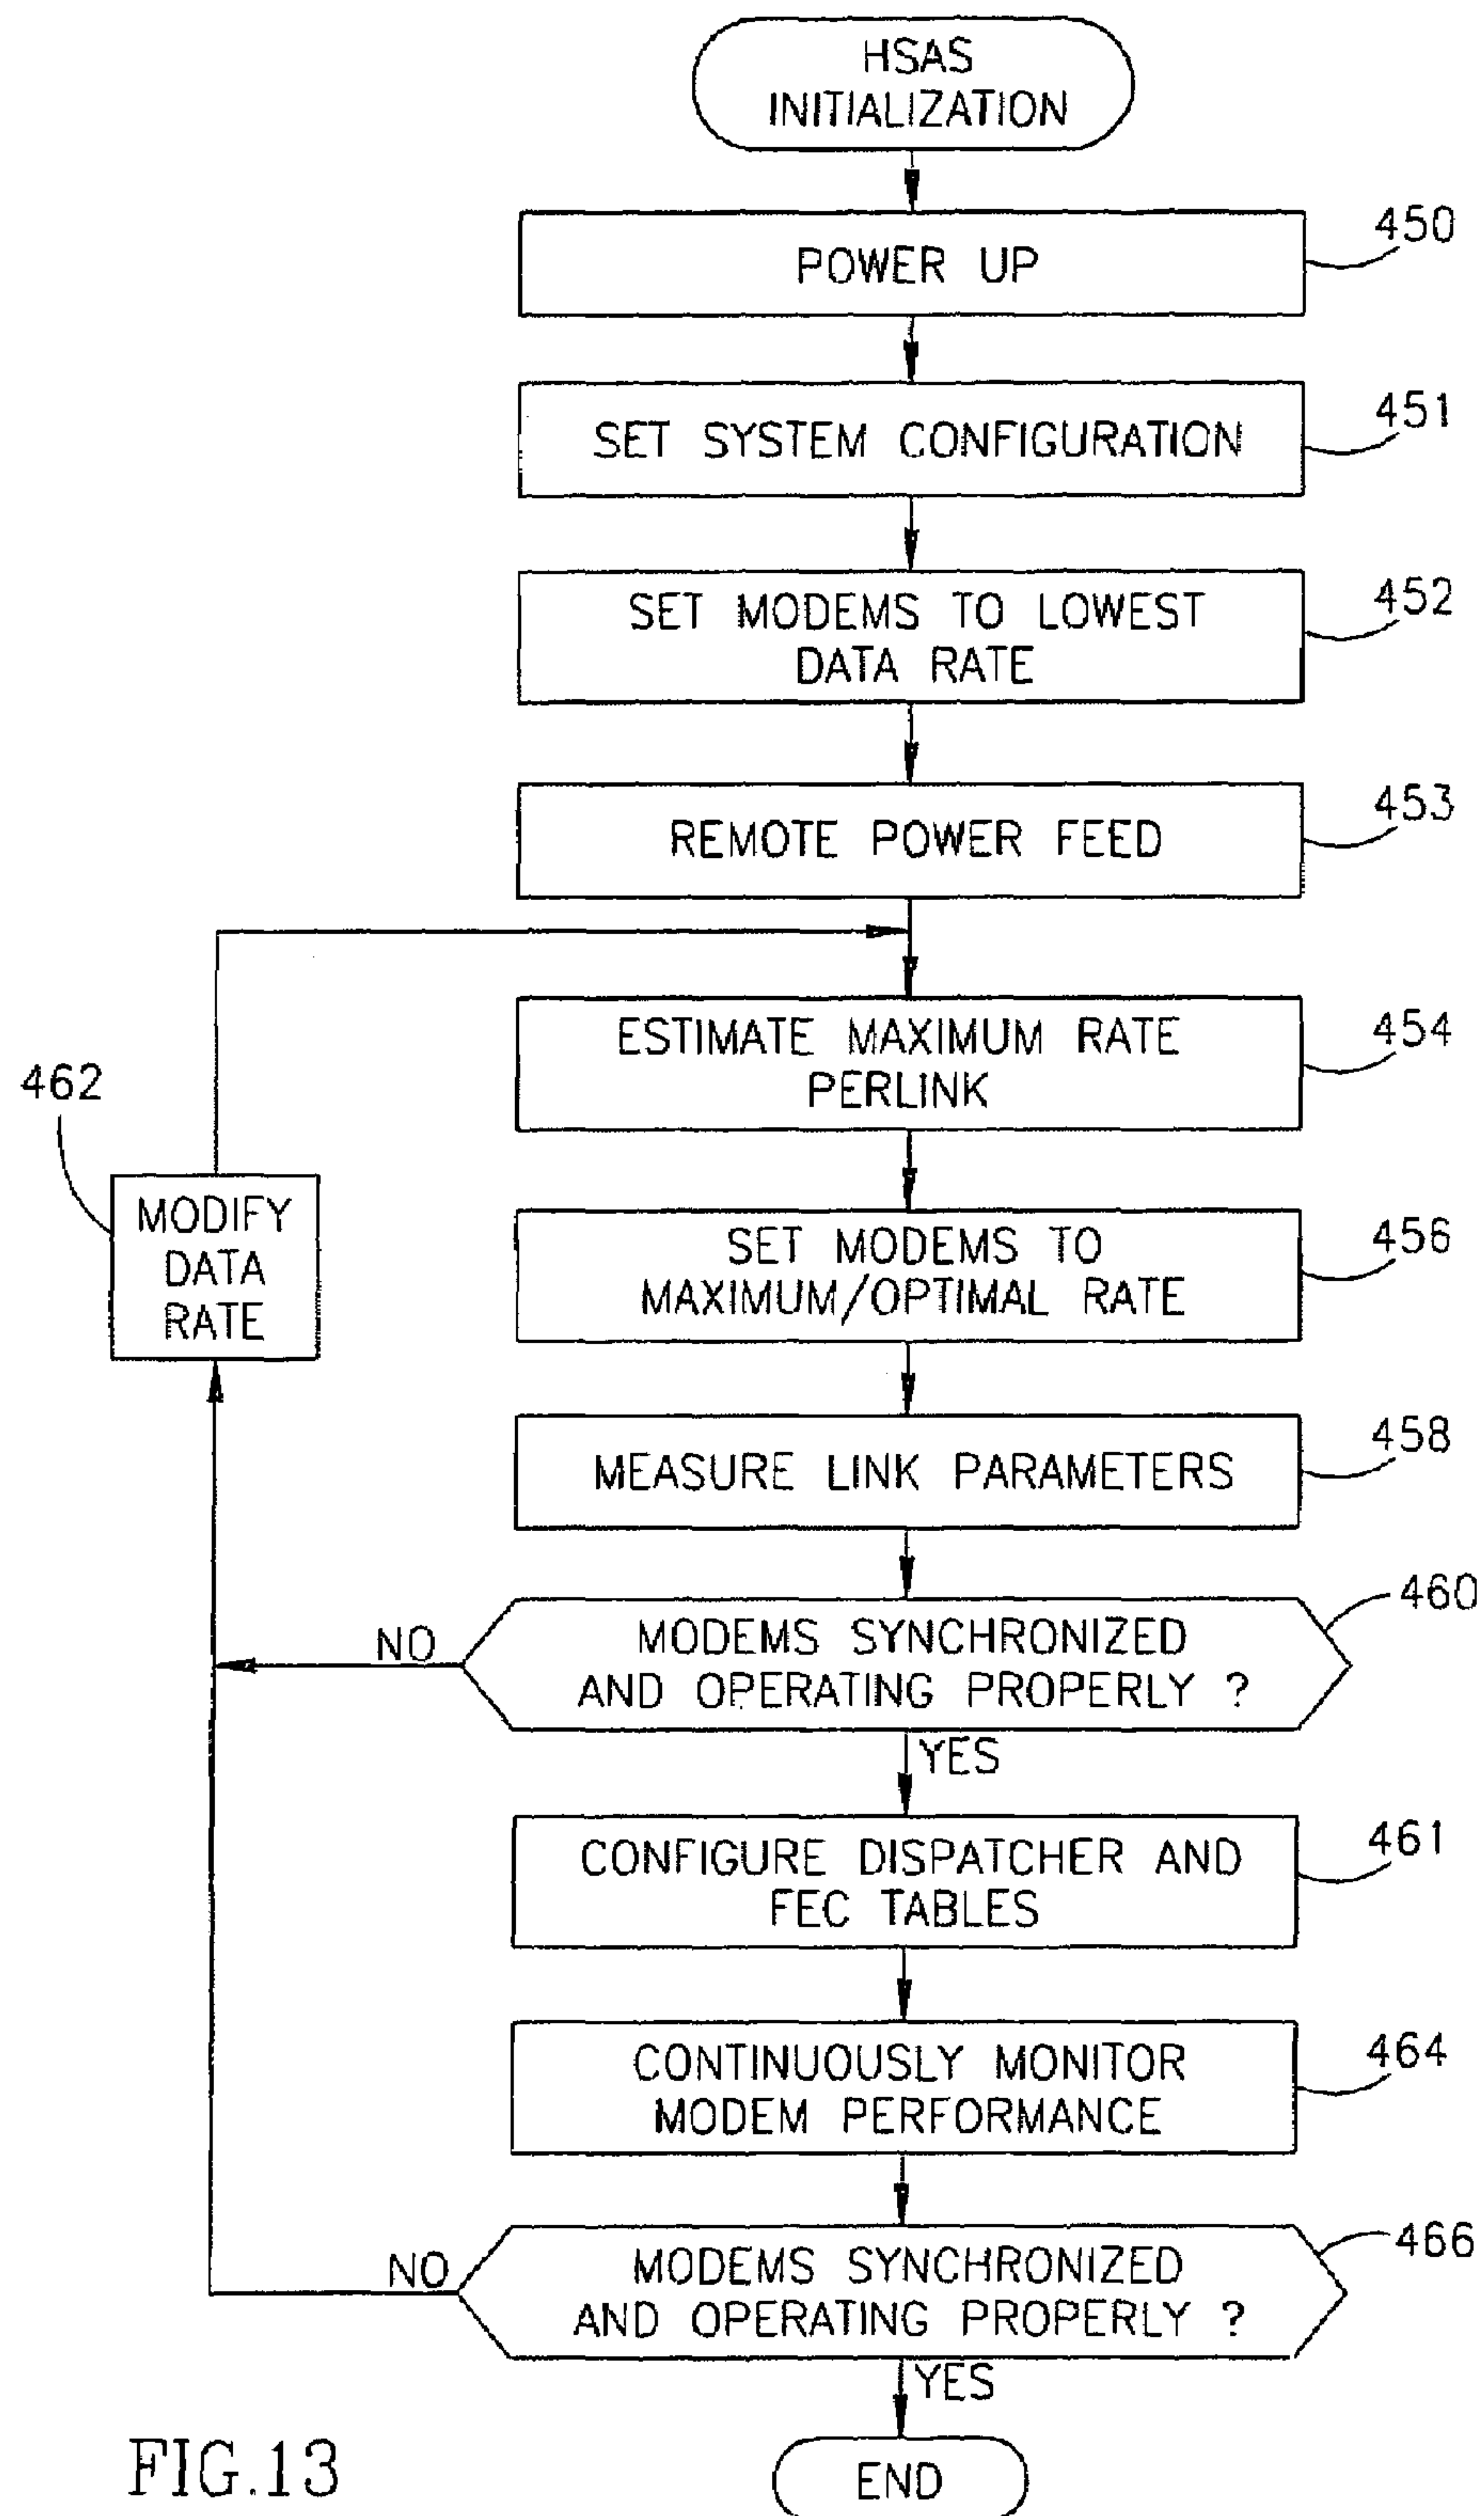 HSAS
INITIALIZATION
POWER UP
450
SET SYSTEM CONFIGURATION
451
SET MODEMS TO LOWEST
DATA RATE
452
REMOTE POWER FEED
453
ESTIMATE MAXIMUM RATE
PERLINK
454
462
MODIFY
DATA
RATE
SET MODEMS TO
MAXIMUM/OPTIMAL RATE
456
MEASURE LINK PARAMETERS
458
MODEMS SYNCHRONIZED
AND OPERATING PROPERLY ?
460
NO
YES
CONFIGURE DISPATCHER AND
FEC TABLES
461
CONTINUOUSLY MONITOR
MODEM PERFORMANCE
464
MODEMS SYNCHRONIZED
AND OPERATING PROPERLY ?
466
NO
YES
END
FIG.13